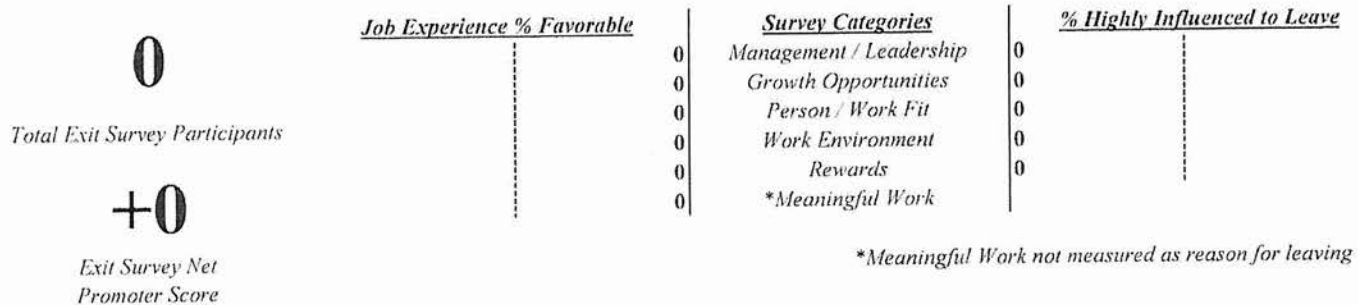 Job Experience % Favorable Survey Categories % Highly Influenced to Leave
0
Total Exit Survey Participants
+0
Exit Survey Net
Promoter Score
0 Management / Leadership 0
0 Growth Opportunities 0
0 Person / Work Fit 0
0 Work Environment 0
0 Rewards 0
0 *Meaningful Work
*Meaningful Work not measured as reason for leaving